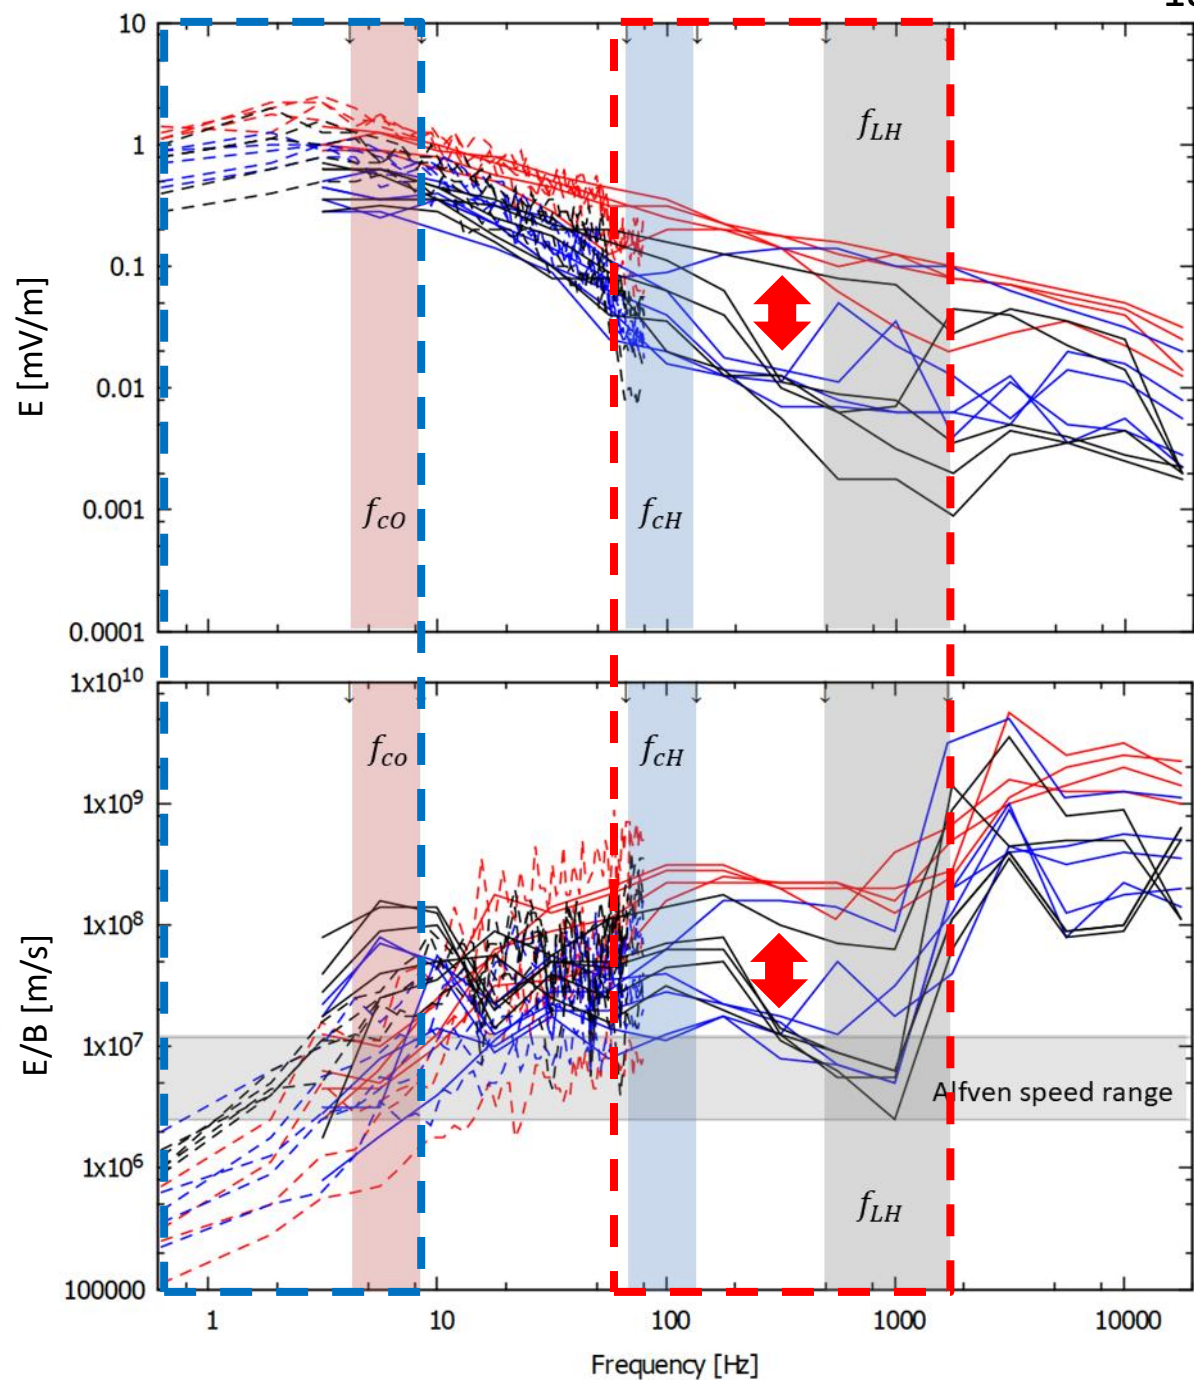 10
1
0.1
0.01
0.001
0.0001
E [mV/m]
f_LH
f_cO
f_cH
1x10^10
1x10^9
1x10^8
1x10^7
1x10^6
100000
E/B [m/s]
f_co
f_cH
Alfven speed range
f_LH
1
10
100
1000
10000
Frequency [Hz]